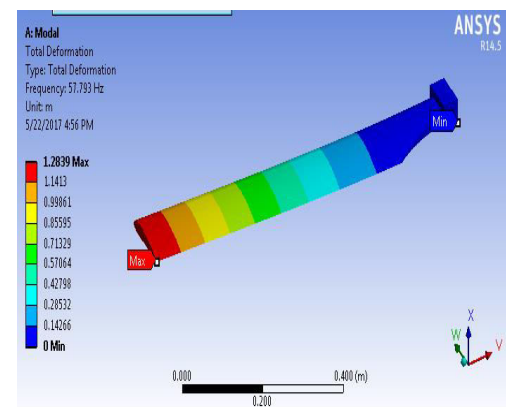 A: Modal
Total Deformation
Type: Total Deformation
Frequency: 57.793 Hz
Unit: m
5/22/2017 4:56 PM
ANSYS
R14.5
1.2839 Max
1.1413
0.99861
0.85595
0.71329
0.57064
0.42798
0.28532
0.14266
0 Min
Min
Max
0.000
0.400 (m)
0.200
X
W
V